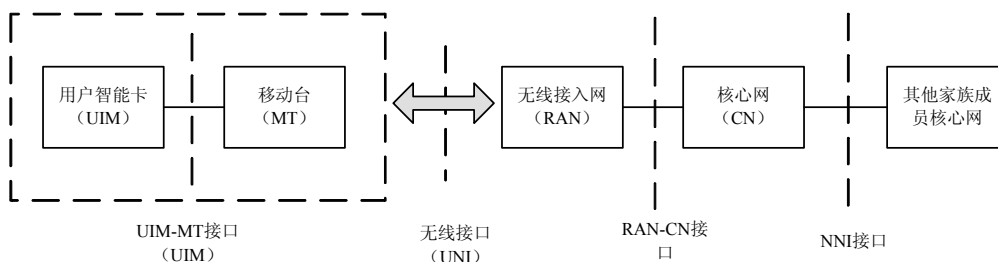 用户智能卡
（UIM）
移动台
（MT）
无线接入网
（RAN）
核心网
（CN）
其他家族成
员核心网
UIM-MT接口
（UIM）
无线接口
（UNI）
RAN-CN接
口
NNI接口